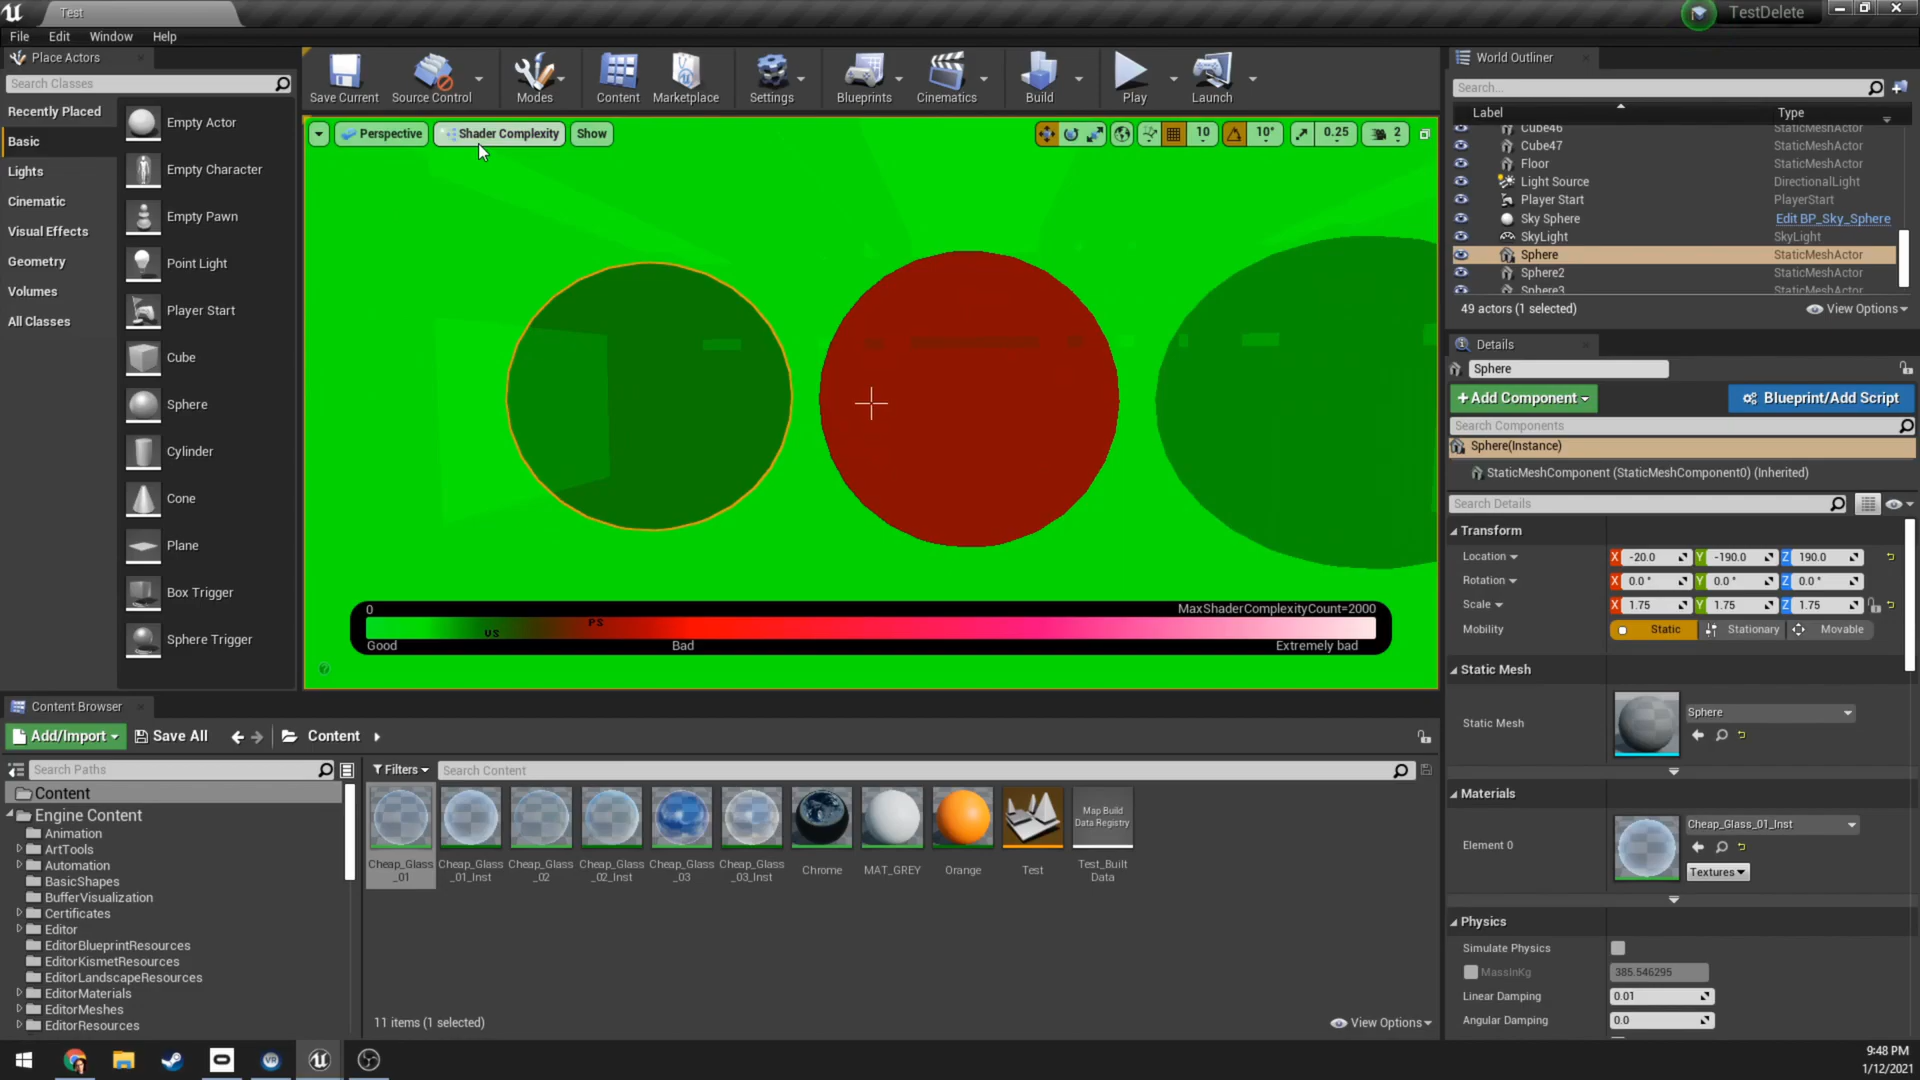 Test
TestDelete
File Edit Window Help
Place Actors
Search Classes
Recently Placed
Basic
Lights
Cinematic
Visual Effects
Geometry
Volumes
All Classes
Empty Actor
Empty Character
Empty Pawn
Point Light
Player Start
Cube
Sphere
Cylinder
Cone
Plane
Box Trigger
Sphere Trigger
Save Current Source Control Modes Content Marketplace Settings Blueprints Cinematics Build Play Launch
Perspective Shader Complexity Show
10 10° 0.25 2
0 MaxShaderComplexityCount=2000
VS PS
Good Bad Extremely bad
World Outliner
Search...
Label Type
Cube46 StaticMeshActor
Cube47 StaticMeshActor
Floor StaticMeshActor
Light Source DirectionalLight
Player Start PlayerStart
Sky Sphere Edit BP_Sky_Sphere
SkyLight SkyLight
Sphere StaticMeshActor
Sphere2 StaticMeshActor
Sphere3 StaticMeshActor
49 actors (1 selected) View Options
Details
Sphere
+Add Component Blueprint/Add Script
Search Components
Sphere(Instance)
StaticMeshComponent (StaticMeshComponent0) (Inherited)
Search Details
Transform
Location X -20.0 Y -190.0 Z 190.0
Rotation X 0.0 ° Y 0.0 ° Z 0.0 °
Scale X 1.75 Y 1.75 Z 1.75
Mobility Static Stationary Movable
Static Mesh
Static Mesh Sphere
Materials
Element 0 Cheap_Glass_01_Inst
Textures
Physics
Simulate Physics
MassInKg 385.546295
Linear Damping 0.01
Angular Damping 0.0
Content Browser
Add/Import Save All Content
Search Paths
Content
Engine Content
Animation
ArtTools
Automation
BasicShapes
BufferVisualization
Certificates
Editor
EditorBlueprintResources
EditorKismetResources
EditorLandscapeResources
EditorMaterials
EditorMeshes
EditorResources
Filters Search Content
Map Build
Data Registry
Cheap_Glass Cheap_Glass Cheap_Glass Cheap_Glass Cheap_Glass Cheap_Glass Chrome MAT_GREY Orange Test Test_Built
_01 _01_Inst _02 _02_Inst _03 _03_Inst Data
11 items (1 selected) View Options
9:48 PM
1/12/2021